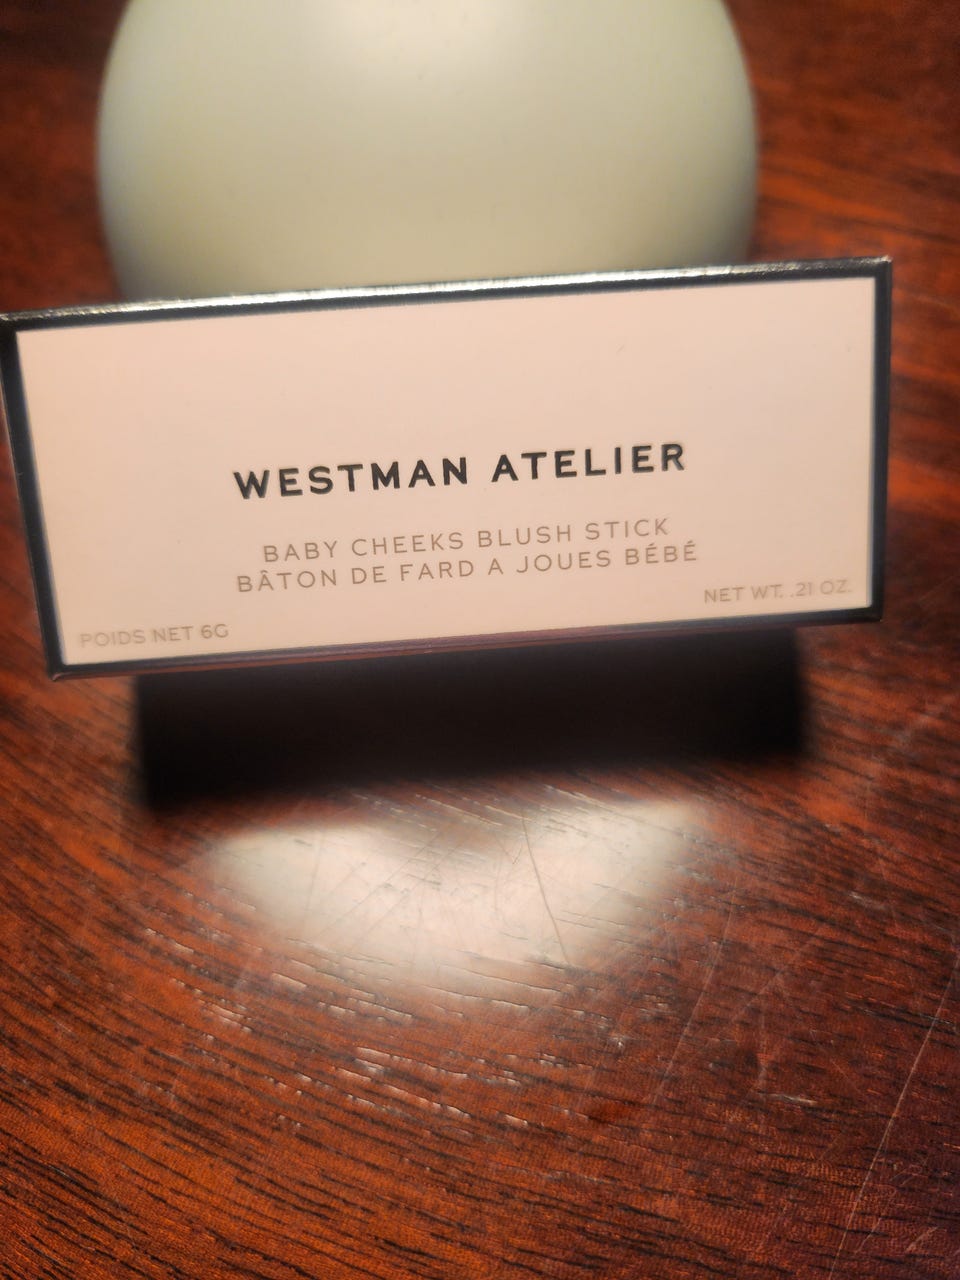 WESTMAN ATELIER
BABY CHEEKS BLUSH STICK
BÂTON DE FARD A JOUES BÉBÉ
POIDS NET 6G
NET WT. .21 OZ.